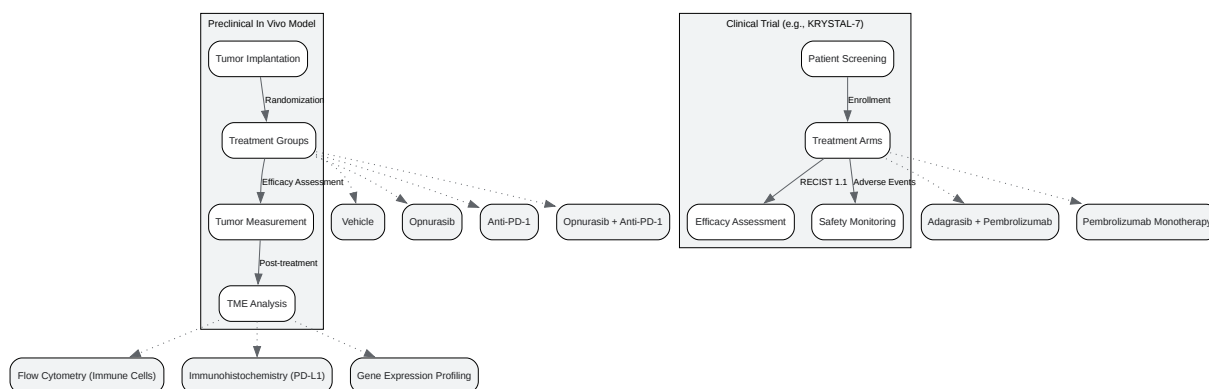 Preclinical In Vivo Model
Tumor Implantation
Randomization
Treatment Groups
Efficacy Assessment
Tumor Measurement
Vehicle
Opnurasib
Anti-PD-1
Opnurasib + Anti-PD-1
Post-treatment
TME Analysis
Flow Cytometry (Immune Cells)
Immunohistochemistry (PD-L1)
Gene Expression Profiling
Clinical Trial (e.g., KRYSTAL-7)
Patient Screening
Enrollment
Treatment Arms
RECIST 1.1
Adverse Events
Efficacy Assessment
Safety Monitoring
Adagrasib + Pembrolizumab
Pembrolizumab Monotherapy